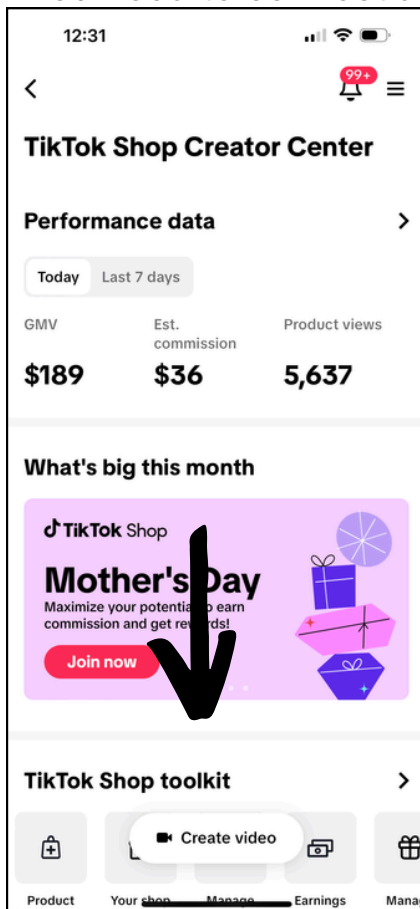 12:31
99+
TikTok Shop Creator Center
Performance data
Today Last 7 days
GMV Est. commission Product views
$189 $36 5,637
What's big this month
TikTok Shop
Mother's Day
Maximize your potential to earn
commission and get rewards!
Join now
TikTok Shop toolkit
Create video
Product Your shop Manage Earnings